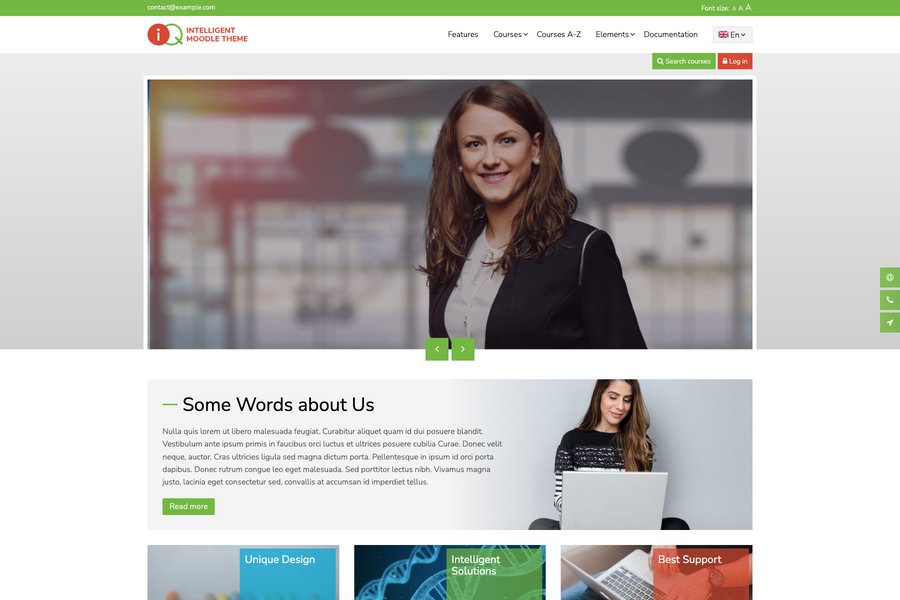 contact@example.com
Font size: A A A
iQ INTELLIGENT
MOODLE THEME
Features Courses Courses A-Z Elements Documentation En
Search courses Log in
Some Words about Us
Nulla quis lorem ut libero malesuada feugiat. Curabitur aliquet quam id dui posuere blandit.
Vestibulum ante ipsum primis in faucibus orci luctus et ultrices posuere cubilia Curae. Donec velit
neque, auctor. Cras ultricies ligula sed magna dictum porta. Pellentesque in ipsum id orci porta
dapibus. Donec rutrum congue leo eget malesuada. Sed porttitor lectus nibh. Vivamus magna
justo, lacinia eget consectetur sed, convallis at accumsan id imperdiet tellus.
Read more
Unique Design
Intelligent
Solutions
Best Support